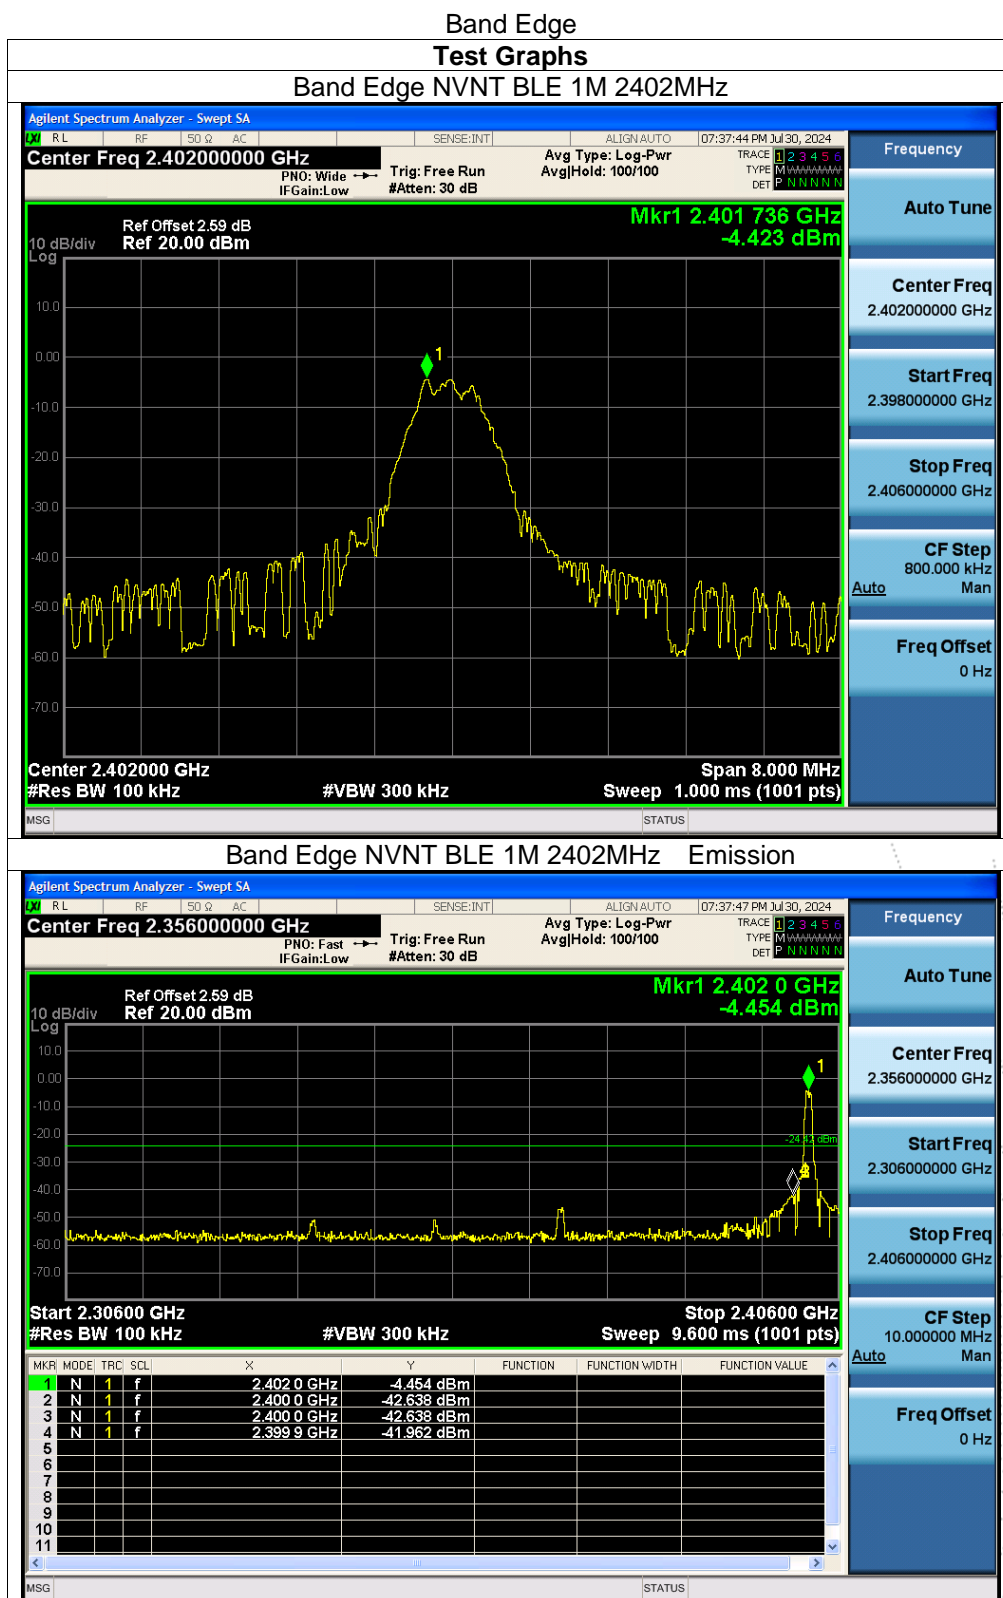 Band Edge
Test Graphs
Band Edge NVNT BLE 1M 2402MHz
Agilent Spectrum Analyzer - Swept SA
LXI RL RF 50 Ω AC SENSE:INT ALIGN AUTO 07:37:44 PM Jul 30, 2024
Center Freq 2.402000000 GHz
PNO: Wide
IFGain:Low
Trig: Free Run
#Atten: 30 dB
Avg Type: Log-Pwr
Avg|Hold: 100/100
TRACE 1 2 3 4 5 6
TYPE M W W W W W
DET P N N N N N
Frequency
Auto Tune
Center Freq
2.402000000 GHz
Start Freq
2.398000000 GHz
Stop Freq
2.406000000 GHz
CF Step
800.000 kHz
Auto Man
Freq Offset
0 Hz
Mkr1 2.401 736 GHz
-4.423 dBm
Ref Offset 2.59 dB
10 dB/div Ref 20.00 dBm
Log
1
10.0
0.00
-10.0
-20.0
-30.0
-40.0
-50.0
-60.0
-70.0
Center 2.402000 GHz Span 8.000 MHz
#Res BW 100 kHz #VBW 300 kHz Sweep 1.000 ms (1001 pts)
MSG STATUS
Band Edge NVNT BLE 1M 2402MHz Emission
Agilent Spectrum Analyzer - Swept SA
LXI RL RF 50 Ω AC SENSE:INT ALIGN AUTO 07:37:47 PM Jul 30, 2024
Center Freq 2.356000000 GHz
PNO: Fast
IFGain:Low
Trig: Free Run
#Atten: 30 dB
Avg Type: Log-Pwr
Avg|Hold: 100/100
TRACE 1 2 3 4 5 6
TYPE M W W W W W
DET P N N N N N
Frequency
Auto Tune
Center Freq
2.356000000 GHz
Start Freq
2.306000000 GHz
Stop Freq
2.406000000 GHz
CF Step
10.000000 MHz
Auto Man
Freq Offset
0 Hz
Mkr1 2.402 0 GHz
-4.454 dBm
Ref Offset 2.59 dB
10 dB/div Ref 20.00 dBm
Log
1
10.0
0.00
-10.0
-20.0
-24.42 dBm
-30.0
-40.0
-50.0
-60.0
-70.0
Start 2.30600 GHz Stop 2.40600 GHz
#Res BW 100 kHz #VBW 300 kHz Sweep 9.600 ms (1001 pts)
MKR MODE TRC SCL X Y FUNCTION FUNCTION WIDTH FUNCTION VALUE
1 N 1 f 2.402 0 GHz -4.454 dBm
2 N 1 f 2.400 0 GHz -42.638 dBm
3 N 1 f 2.400 0 GHz -42.638 dBm
4 N 1 f 2.399 9 GHz -41.962 dBm
5
6
7
8
9
10
11
MSG STATUS